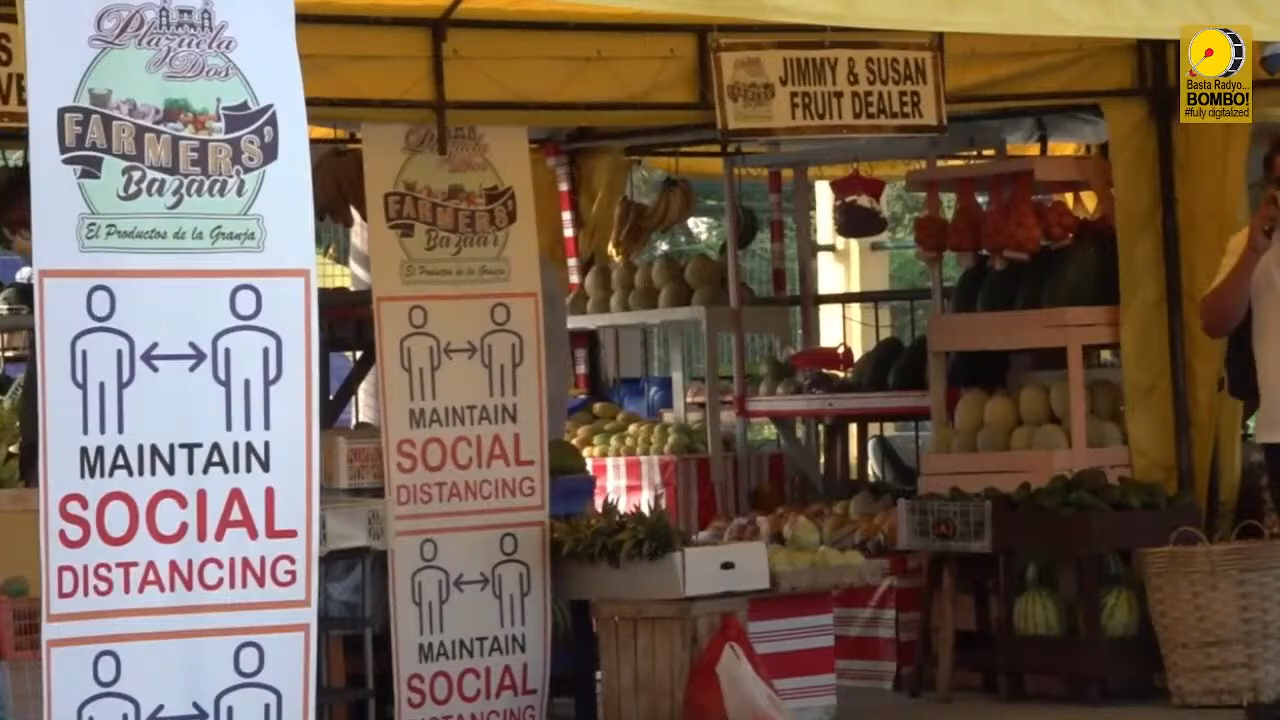 Plazuela
Dos
FARMERS'
Bazaar
El Productos de la Granja
MAINTAIN
SOCIAL
DISTANCING
Plazuela
Dos
FARMERS'
Bazaar
El Productos de la Granja
MAINTAIN
SOCIAL
DISTANCING
MAINTAIN
SOCIAL
DISTANCING
JIMMY & SUSAN
FRUIT DEALER
Basta Radyo...
BOMBO!
#fully digitalized